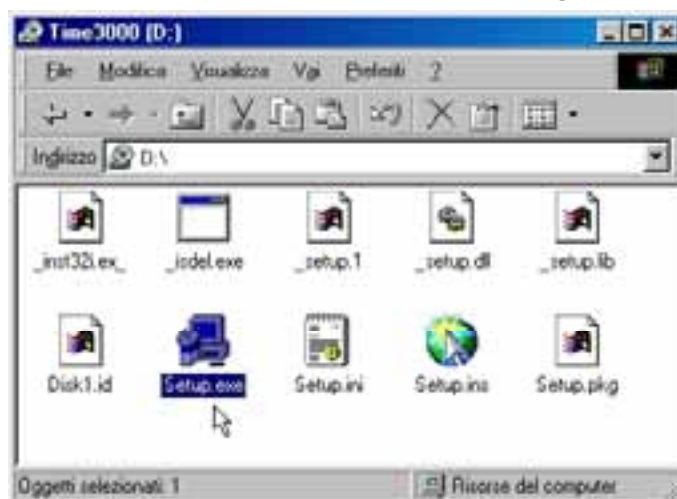 Time3000 (D:)
File Modifica Visualizza Vai Preferiti ?
Indirizzo D:\
_inst32i.ex_ _isdel.exe _setup.1 _setup.dll _setup.lib
Disk1.id Setup.exe Setup.ini Setup.ins Setup.pkg
Oggetti selezionati: 1 Risorse del computer